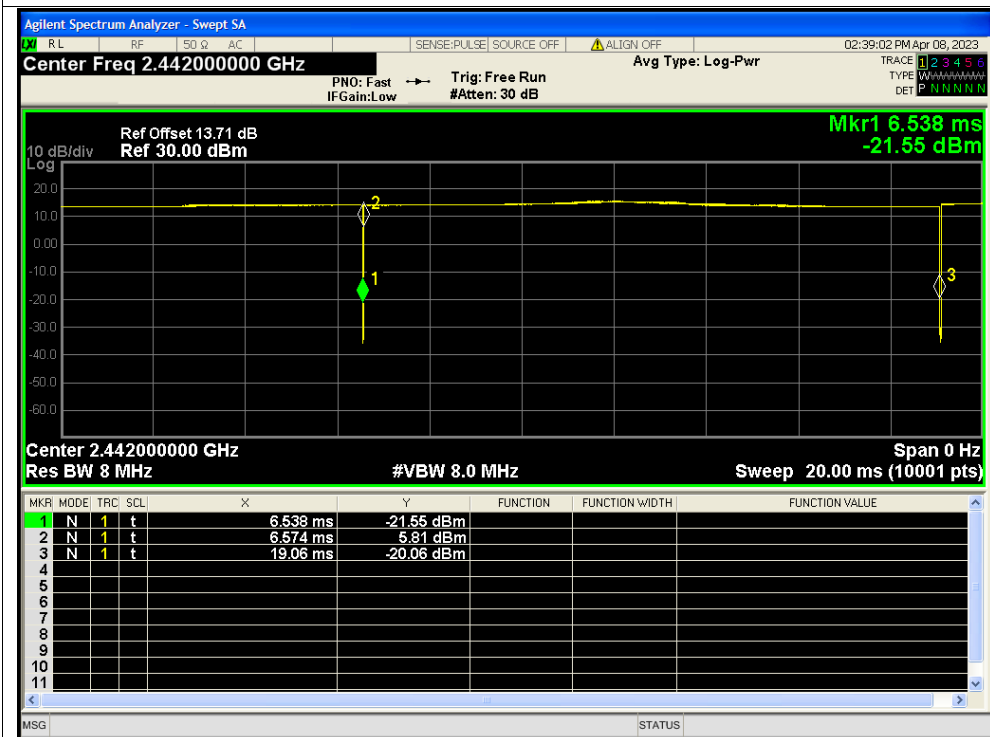 Agilent Spectrum Analyzer - Swept SA
LXI RL RF 50 Ω AC SENSE:PULSE SOURCE OFF ALIGN OFF 02:39:02 PM Apr 08, 2023
Center Freq 2.442000000 GHz Avg Type: Log-Pwr TRACE 1 2 3 4 5 6
PNO: Fast Trig: Free Run TYPE WWWWWW
IFGain:Low #Atten: 30 dB DET P N N N N N
Mkr1 6.538 ms
Ref Offset 13.71 dB
10 dB/div Ref 30.00 dBm -21.55 dBm
Log
20.0
2
10.0
0.00
-10.0
1 3
-20.0
-30.0
-40.0
-50.0
-60.0
Center 2.442000000 GHz Span 0 Hz
Res BW 8 MHz #VBW 8.0 MHz Sweep 20.00 ms (10001 pts)
MKR MODE TRC SCL X Y FUNCTION FUNCTION WIDTH FUNCTION VALUE
1 N 1 t 6.538 ms -21.55 dBm
2 N 1 t 6.574 ms 5.81 dBm
3 N 1 t 19.06 ms -20.06 dBm
4
5
6
7
8
9
10
11
MSG STATUS